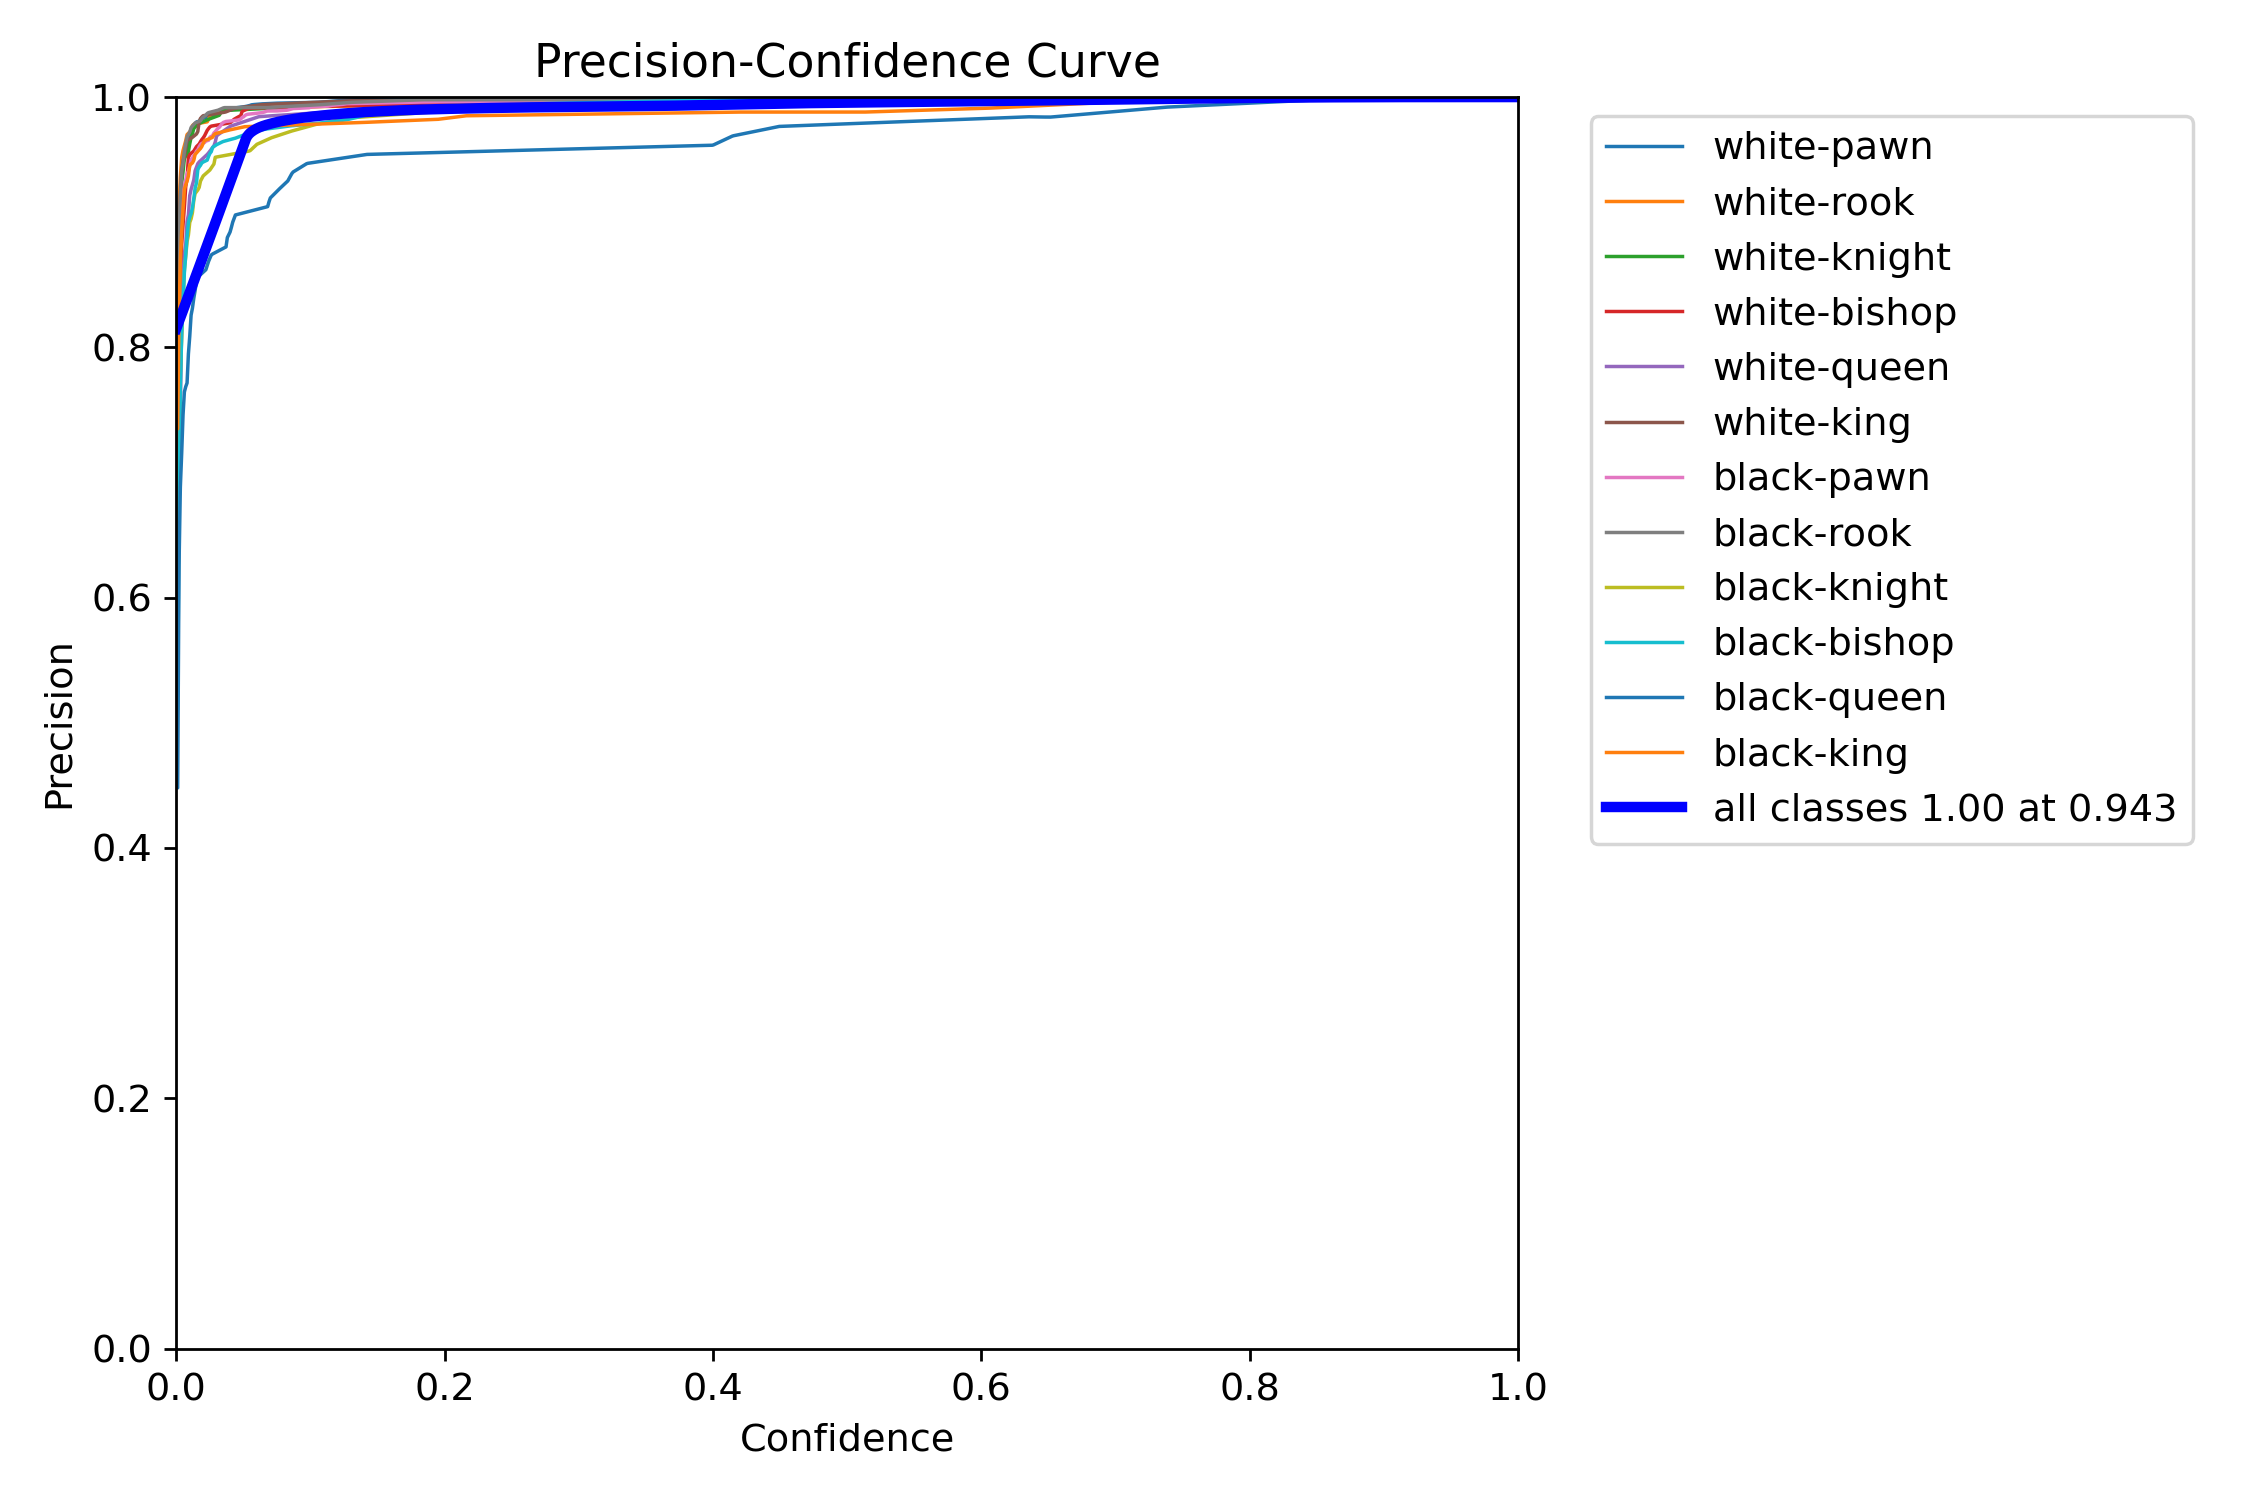 Precision-Confidence Curve
1.0
0.8
0.6
0.4
0.2
0.0
Precision
0.0 0.2 0.4 0.6 0.8 1.0
Confidence
white-pawn
white-rook
white-knight
white-bishop
white-queen
white-king
black-pawn
black-rook
black-knight
black-bishop
black-queen
black-king
all classes 1.00 at 0.943